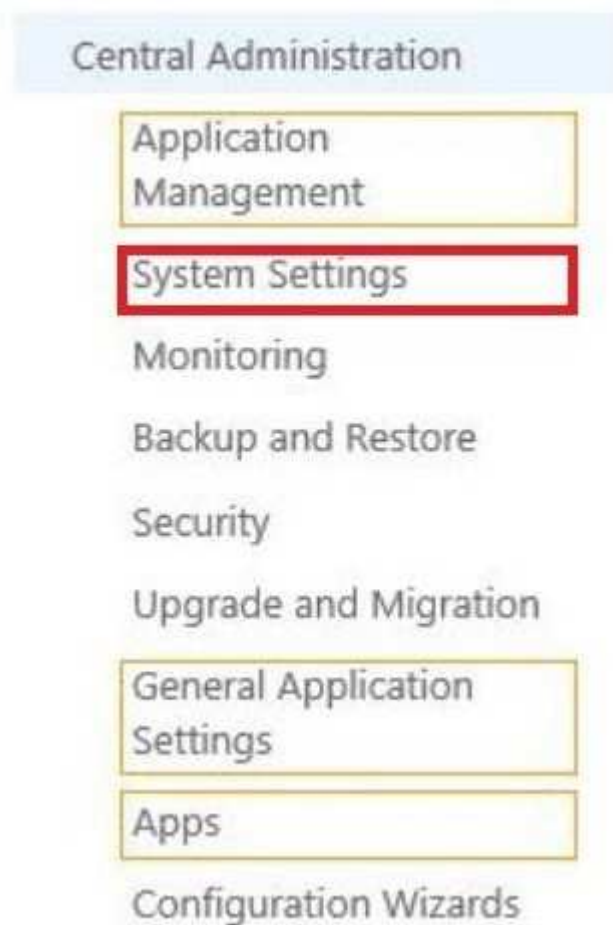 Central Administration
Application
Management
System Settings
Monitoring
Backup and Restore
Security
Upgrade and Migration
General Application
Settings
Apps
Configuration Wizards